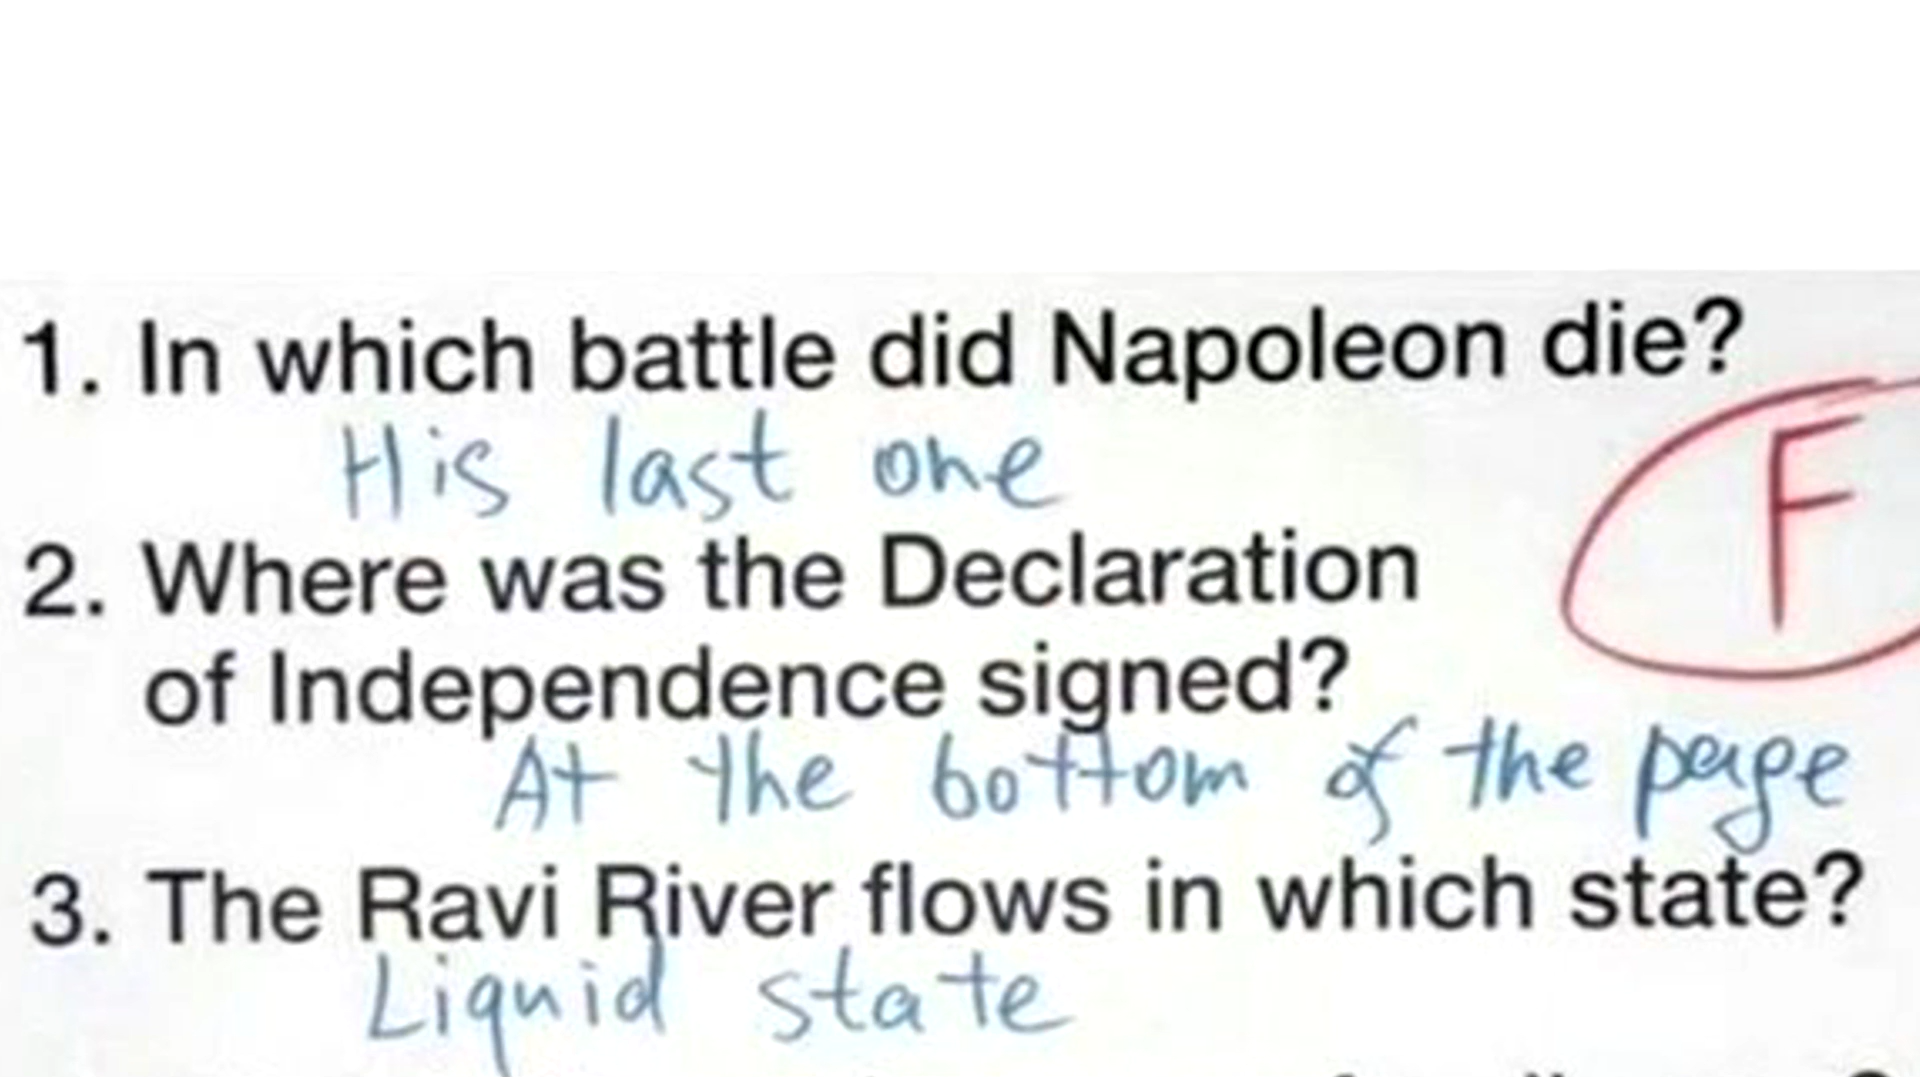 1. In which battle did Napoleon die?
His last one
F
2. Where was the Declaration
of Independence signed?
At the bottom of the page
3. The Ravi River flows in which state?
Liquid state